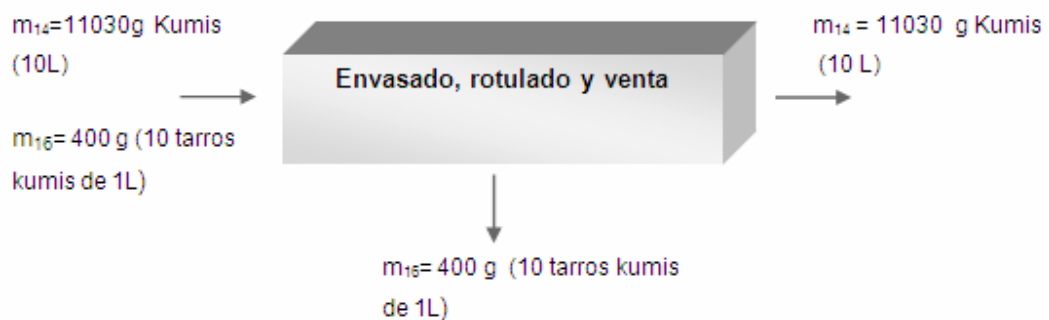 m₁₄=11030g Kumis
(10L)
m₁₆= 400 g (10 tarros
kumis de 1L)
Envasado, rotulado y venta
m₁₄ = 11030 g Kumis
(10 L)
m₁₆= 400 g (10 tarros kumis
de 1L)